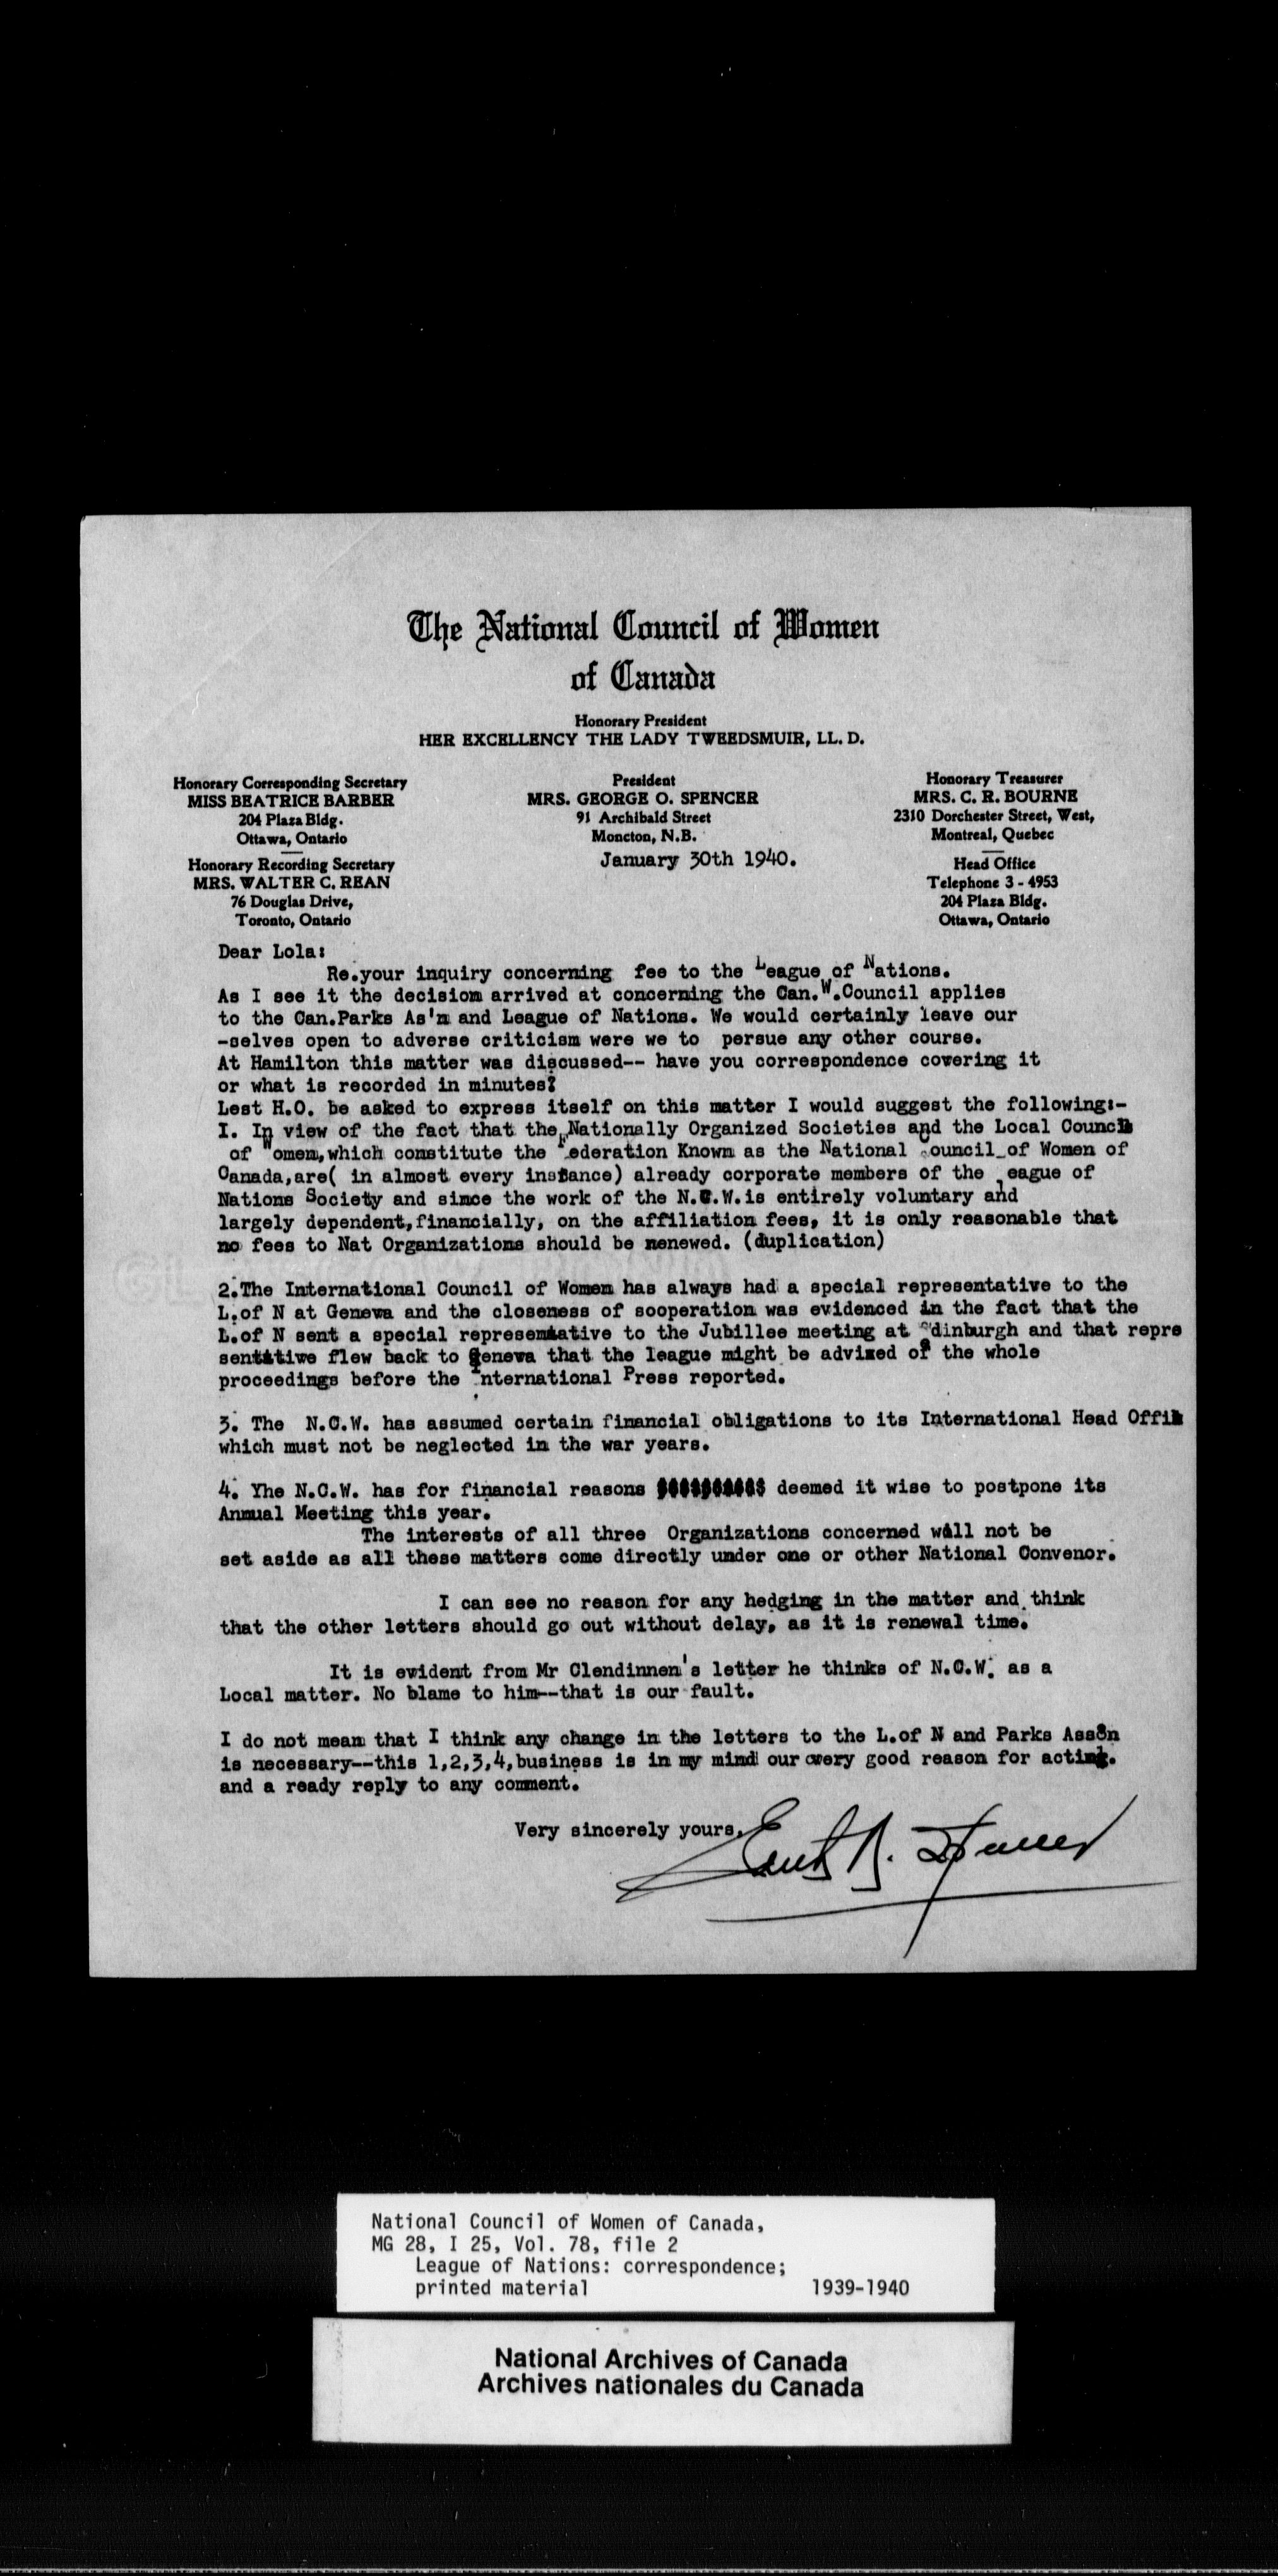 The National Council of Women
of Canada
Honorary President
HER EXCELLENCY THE LADY TWEEDSMUIR, LL. D.
Honorary Corresponding Secretary
MISS BEATRICE BARBER
204 Plaza Bldg.
Ottawa, Ontario
Honorary Recording Secretary
MRS. WALTER C. REAN
76 Douglas Drive,
Toronto, Ontario
President
MRS. GEORGE O. SPENCER
91 Archibald Street
Moncton, N.B.
January 30th 1940.
Honorary Treasurer
MRS. C. R. BOURNE
2310 Dorchester Street, West,
Montreal, Quebec
Head Office
Telephone 3 - 4953
204 Plaza Bldg.
Ottawa, Ontario
Dear Lola:
Re.your inquiry concerning fee to the League of Nations.
As I see it the decision arrived at concerning the Can.W.Council applies
to the Can.Parks As'n and League of Nations. We would certainly leave our
-selves open to adverse criticism were we to persue any other course.
At Hamilton this matter was discussed-- have you correspondence covering it
or what is recorded in minutes?
Lest H.O. be asked to express itself on this matter I would suggest the following:-
I. In view of the fact that the Nationally Organized Societies and the Local Council
of Women,which constitute the Federation Known as the National Council of Women of
Canada,are( in almost every instance) already corporate members of the League of
Nations Society and since the work of the N.C.W.is entirely voluntary and
largely dependent,financially, on the affiliation fees, it is only reasonable that
no fees to Nat Organizations should be renewed. (duplication)
2.The International Council of Women has always had a special representative to the
L.of N at Geneva and the closeness of sooperation was evidenced in the fact that the
L.of N sent a special representative to the Jubillee meeting at Edinburgh and that repre
sentative flew back to Geneva that the league might be advised of the whole
proceedings before the International Press reported.
3. The N.C.W. has assumed certain financial obligations to its International Head Offi
which must not be neglected in the war years.
4. Yhe N.C.W. has for financial reasons deemed it wise to postpone its
Annual Meeting this year.
The interests of all three Organizations concerned will not be
set aside as all these matters come directly under one or other National Convenor.
I can see no reason for any hedging in the matter and think
that the other letters should go out without delay, as it is renewal time.
It is evident from Mr Clendinnen's letter he thinks of N.C.W. as a
Local matter. No blame to him--that is our fault.
I do not mean that I think any change in the letters to the L.of N and Parks Ass8n
is necessary--this 1,2,3,4,business is in my mind our very good reason for acting.
and a ready reply to any comment.
Very sincerely yours,
National Council of Women of Canada,
MG 28, I 25, Vol. 78, file 2
League of Nations: correspondence;
printed material 1939-1940
National Archives of Canada
Archives nationales du Canada